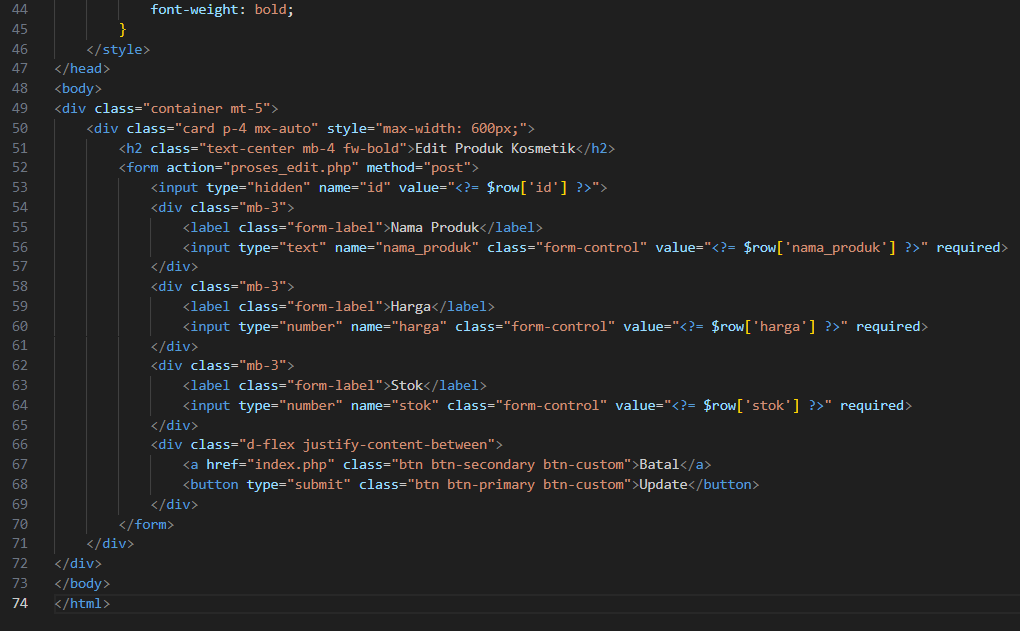 44 font-weight: bold;
45 }
46 </style>
47 </head>
48 <body>
49 <div class="container mt-5">
50 <div class="card p-4 mx-auto" style="max-width: 600px;">
51 <h2 class="text-center mb-4 fw-bold">Edit Produk Kosmetik</h2>
52 <form action="proses_edit.php" method="post">
53 <input type="hidden" name="id" value="<?= $row['id'] ?>">
54 <div class="mb-3">
55 <label class="form-label">Nama Produk</label>
56 <input type="text" name="nama_produk" class="form-control" value="<?= $row['nama_produk'] ?>" required>
57 </div>
58 <div class="mb-3">
59 <label class="form-label">Harga</label>
60 <input type="number" name="harga" class="form-control" value="<?= $row['harga'] ?>" required>
61 </div>
62 <div class="mb-3">
63 <label class="form-label">Stok</label>
64 <input type="number" name="stok" class="form-control" value="<?= $row['stok'] ?>" required>
65 </div>
66 <div class="d-flex justify-content-between">
67 <a href="index.php" class="btn btn-secondary btn-custom">Batal</a>
68 <button type="submit" class="btn btn-primary btn-custom">Update</button>
69 </div>
70 </form>
71 </div>
72 </div>
73 </body>
74 </html>